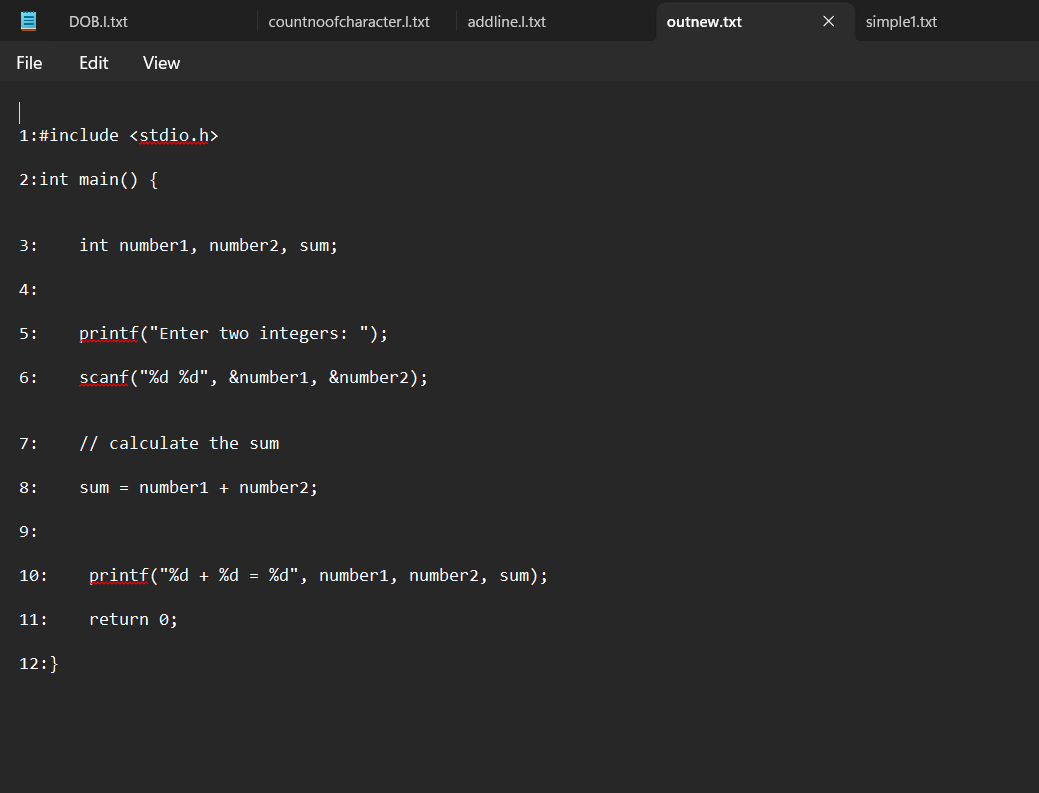 DOB.l.txt countnoofcharacter.l.txt addline.l.txt outnew.txt simple1.txt
File Edit View
1:#include <stdio.h>
2:int main() {
3:    int number1, number2, sum;
4:
5:    printf("Enter two integers: ");
6:    scanf("%d %d", &number1, &number2);
7:    // calculate the sum
8:    sum = number1 + number2;
9:
10:    printf("%d + %d = %d", number1, number2, sum);
11:    return 0;
12:}